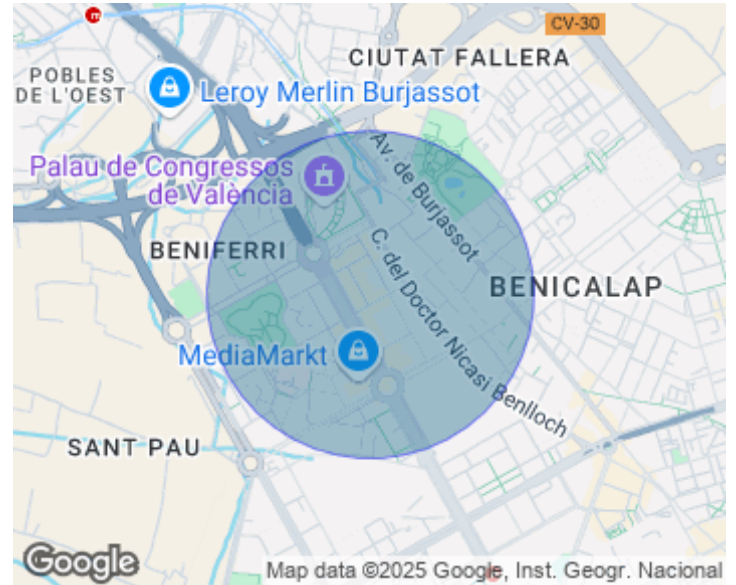 CV-30
CIUTAT FALLERA
POBLES
DE L'OEST
Leroy Merlin Burjassot
Palau de Congressos
de València
Av. de Burjassot
BENIFERRI
C. del Doctor Nicasi Benlloch
BENICALAP
MediaMarkt
SANT PAU
Google
Map data ©2025 Google, Inst. Geogr. Nacional